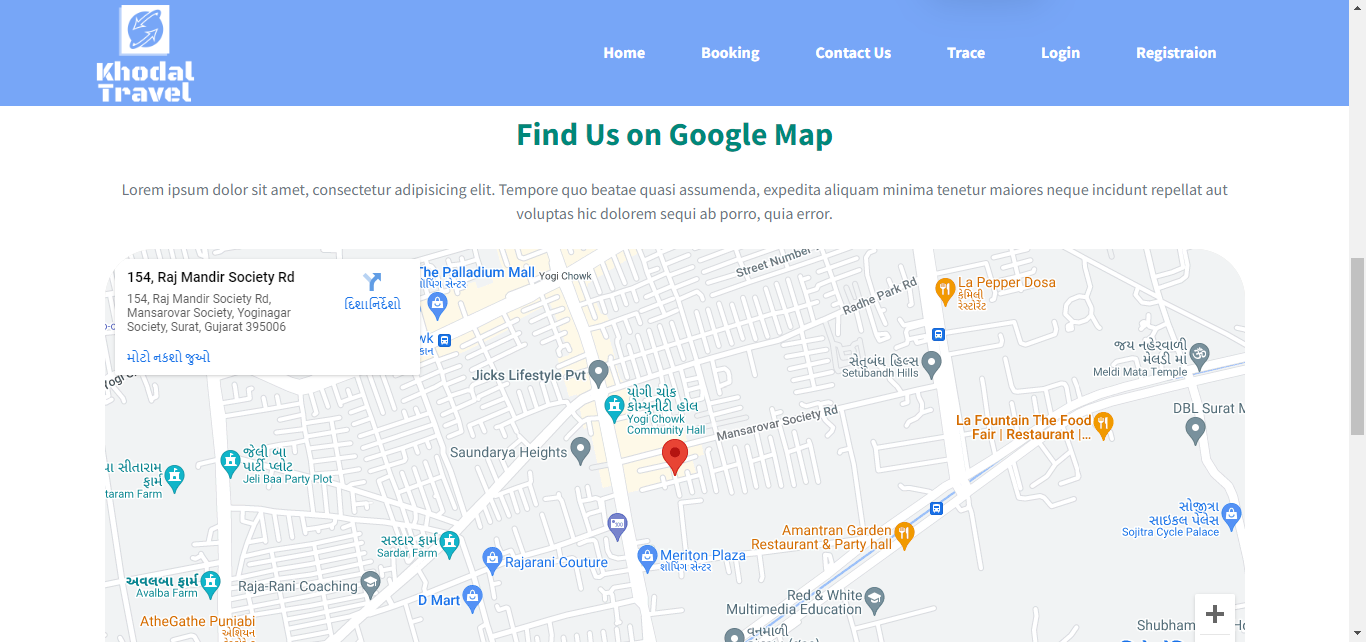 Khodal
Travel
Home
Booking
Contact Us
Trace
Login
Registraion
Find Us on Google Map
Lorem ipsum dolor sit amet, consectetur adipisicing elit. Tempore quo beatae quasi assumenda, expedita aliquam minima tenetur maiores neque incidunt repellat aut
voluptas hic dolorem sequi ab porro, quia error.
154, Raj Mandir Society Rd
154, Raj Mandir Society Rd,
Mansarovar Society, Yoginagar
Society, Surat, Gujarat 395006
દિશાનિર્દેશો
મોટો નકશો જુઓ
The Palladium Mall
શોપિંગ સેન્ટર
Yogi Chowk
Street Number
Radhe Park Rd
La Pepper Dosa
ફેમિલી
રેસ્ટોરેંટ
સેતુબંધ હિલ્સ
Setubandh Hills
જય નહેરવાળી
મેલડી માં
Meldi Mata Temple
Jicks Lifestyle Pvt
યોગી ચોક
કોમ્યુનીટી હોલ
Yogi Chowk
Community Hall
Mansarovar Society Rd
La Fountain The Food
Fair | Restaurant |...
DBL Surat M
Saundarya Heights
જેલી બા
પાર્ટી પ્લોટ
Jeli Baa Party Plot
પા સીતારામ
ફાર્મ
taram Farm
સોજીત્રા
સાઇકલ પેલેસ
Sojitra Cycle Palace
Amantran Garden
Restaurant & Party hall
સરદાર ફાર્મ
Sardar Farm
Rajarani Couture
Meriton Plaza
શોપિંગ સેન્ટર
અવલબા ફાર્મ
Avalba Farm
Raja-Rani Coaching
D Mart
Red & White
Multimedia Education
AtheGathe Punjabi
એશિયન
વનમાળી
Shubham